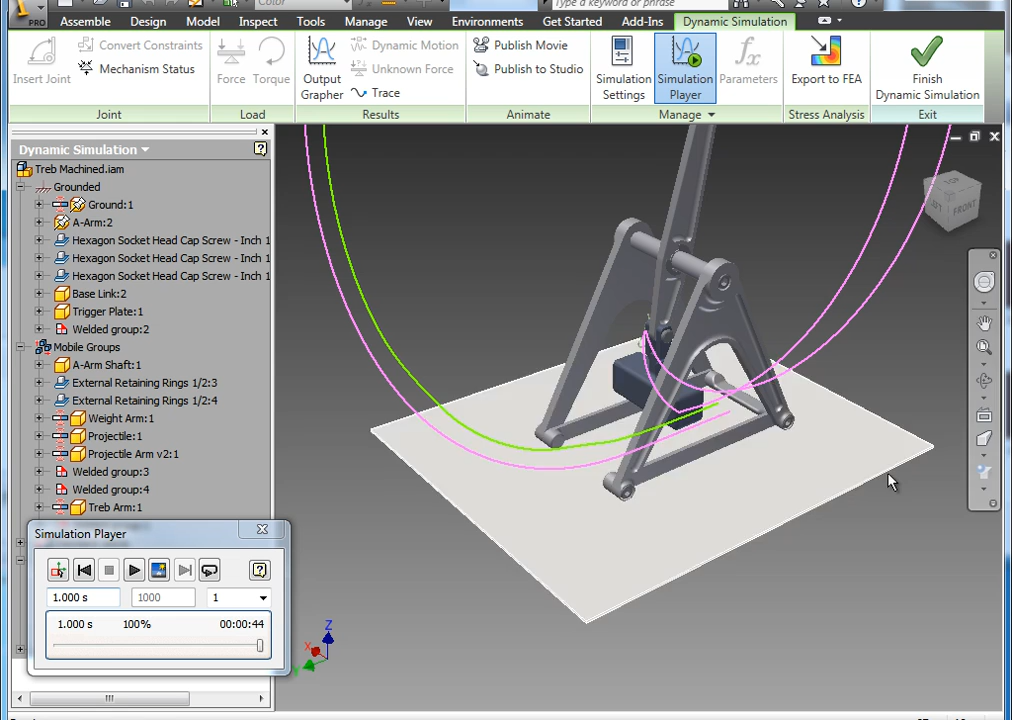 Color
Type a keyword or phrase
PRO
Assemble Design Model Inspect Tools Manage View Environments Get Started Add-Ins Dynamic Simulation
Insert Joint
Convert Constraints
Mechanism Status
Force Torque
Output Grapher
Dynamic Motion
Unknown Force
Trace
Publish Movie
Publish to Studio
Simulation Settings
Simulation Player
Parameters
Export to FEA
Finish Dynamic Simulation
Joint Load Results Animate Manage Stress Analysis Exit
Dynamic Simulation
Treb Machined.iam
Grounded
Ground:1
A-Arm:2
Hexagon Socket Head Cap Screw - Inch 1
Hexagon Socket Head Cap Screw - Inch 1
Hexagon Socket Head Cap Screw - Inch 1
Base Link:2
Trigger Plate:1
Welded group:2
Mobile Groups
A-Arm Shaft:1
External Retaining Rings 1/2:3
External Retaining Rings 1/2:4
Weight Arm:1
Projectile:1
Projectile Arm v2:1
Welded group:3
Welded group:4
Treb Arm:1
Simulation Player
1.000 s 1000 1
1.000 s 100% 00:00:44
FRONT
Z
X